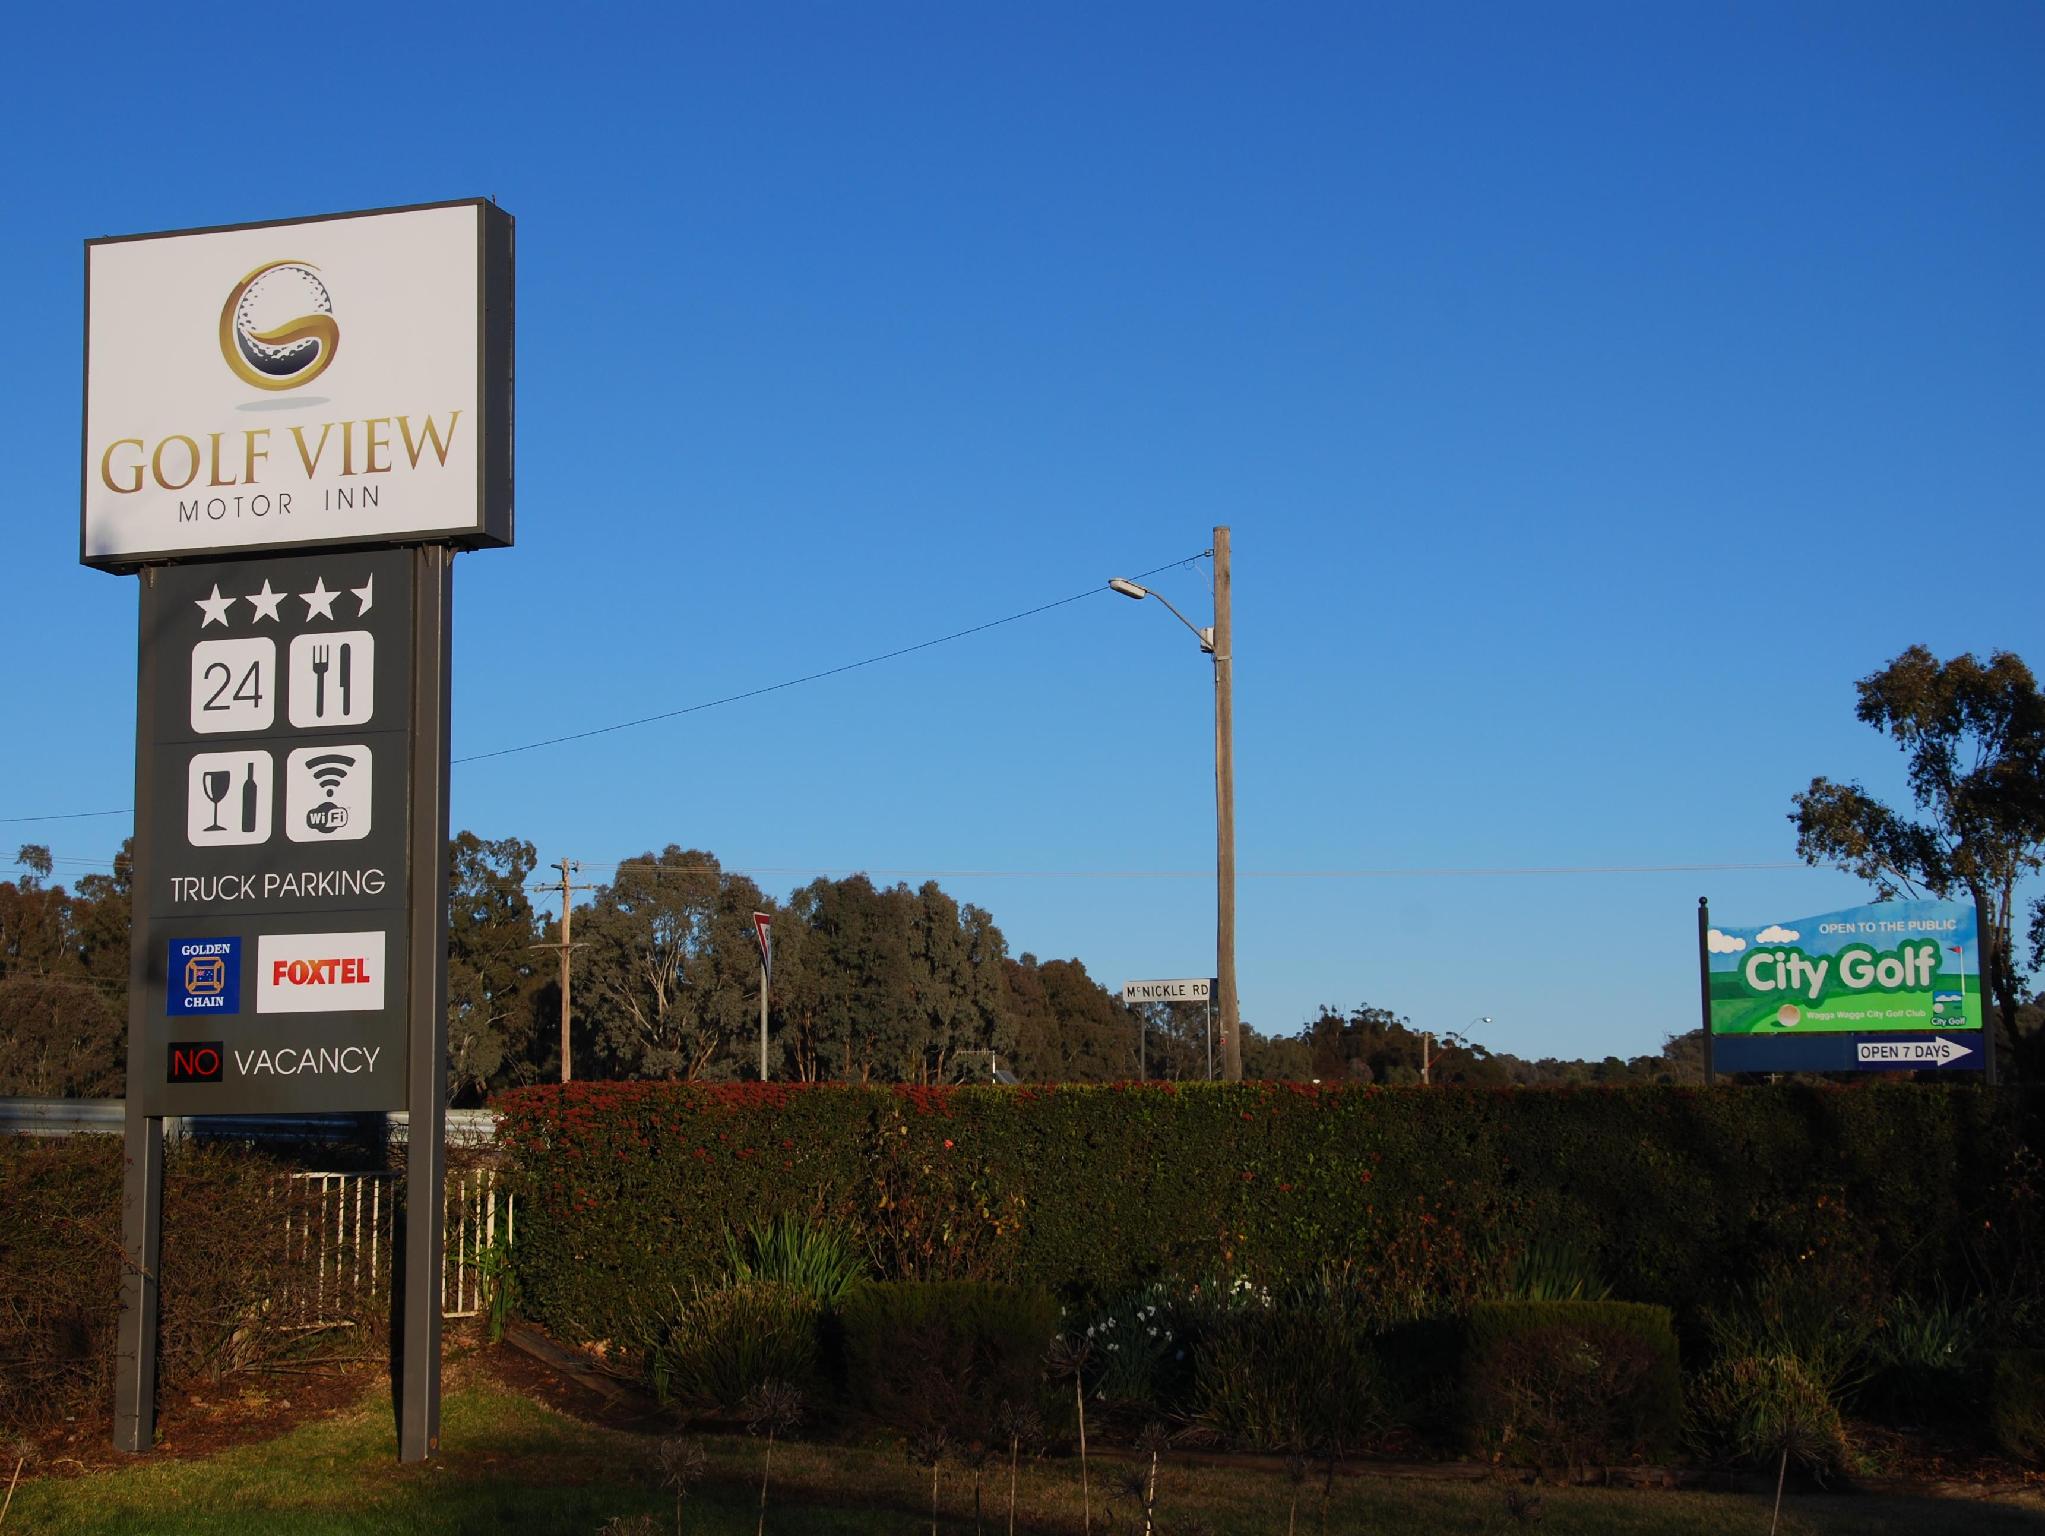 GOLF VIEW
MOTOR INN
24
WiFi
TRUCK PARKING
GOLDEN
CHAIN
FOXTEL
NO VACANCY
McNICKLE RD
OPEN TO THE PUBLIC
City Golf
Wagga Wagga City Golf Club
City Golf
OPEN 7 DAYS